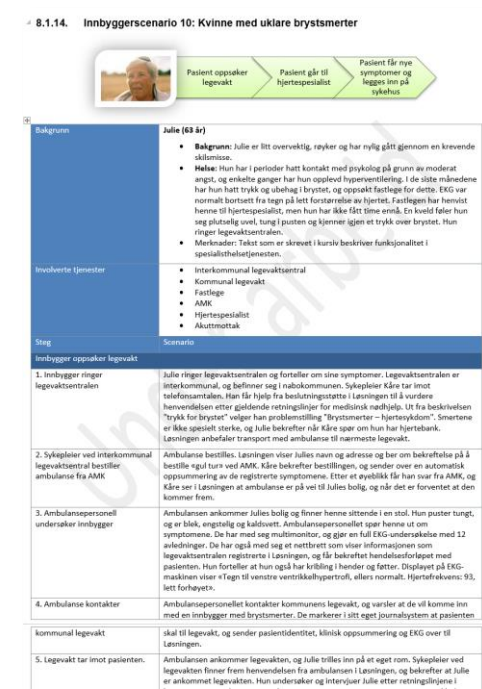 8.1.14. Innbyggerscenario 10: Kvinne med uklare brystsmerter
Pasient oppsøker
legevakt
Pasient går til
hjertespesialist
Pasient får nye
symptomer og
legges inn på
sykehus
Bakgrunn
Julie (63 år)
• Bakgrunn: Julie er litt overvektig, røyker og har nylig gått gjennom en krevende
skilsmisse.
• Helse: Hun har i perioder hatt kontakt med psykolog på grunn av moderat
angst, og enkelte ganger har hun opplevd hyperventilering. I de siste månedene
har hun hatt trykk og ubehag i brystet, og oppsøkt fastlege for dette. EKG var
normalt bortsett fra tegn på lett forstørrelse av hjertet. Fastlegen har henvist
henne til hjertespesialist, men hun har ikke fått time ennå. En kveld føler hun
seg plutselig uvel, tung i pusten og kjenner igjen et trykk over brystet. Hun
ringer legevaktsentralen.
• Merknader: Tekst som er skrevet i kursiv beskriver funksjonalitet i
spesialisthelsetjenesten.
Involverte tjenester
• Interkommunal legevaktsentral
• Kommunal legevakt
• Fastlege
• AMK
• Hjertespesialist
• Akuttmottak
Steg
Scenario
Innbygger oppsøker legevakt
1. Innbygger ringer
legevaktsentralen
Julie ringer legevaktsentralen og forteller om sine symptomer. Legevaktsentralen er
interkommunal, og befinner seg i nabokommunen. Sykepleier Kåre tar imot
telefonsamtalen. Han får hjelp fra beslutningsstøtte i Løsningen til å vurdere
henvendelsen etter gjeldende retningslinjer for medisinsk nødhjelp. Ut fra beskrivelsen
"trykk for brystet" velger han problemstilling "Brystsmerter – hjertesykdom". Smertene
er ikke spesielt sterke, og Julie bekrefter når Kåre spør om hun har hjertebank.
Løsningen anbefaler transport med ambulanse til nærmeste legevakt.
2. Sykepleier ved interkommunal
legevaktsentral bestiller
ambulanse fra AMK
Ambulanse bestilles. Løsningen viser Julies navn og adresse og ber om bekreftelse på å
bestille «gul tur» ved AMK. Kåre bekrefter bestillingen, og sender over en automatisk
oppsummering av de registrerte symptomene. Etter et øyeblikk får han svar fra AMK, og
Kåre ser i Løsningen at ambulanse er på vei til Julies bolig, og når det er forventet at den
kommer frem.
3. Ambulansepersonell
undersøker innbygger
Ambulansen ankommer Julies bolig og finner henne sittende i en stol. Hun puster tungt,
og er blek, engstelig og kaldsvett. Ambulansepersonellet spør henne ut om
symptomene. De har med seg multimonitor, og gjør en full EKG-undersøkelse med 12
avledninger. De har også med seg et nettbrett som viser informasjonen som
legevaktsentralen registrerte i Løsningen, og får bekreftet hendelsesforløpet med
pasienten. Hun forteller at hun også har kribling i hender og føtter. Displayet på EKG-
maskinen viser «Tegn til venstre ventrikkelhypertrofi, ellers normalt. Hjertefrekvens: 93,
lett forhøyet».
4. Ambulanse kontakter
Ambulansepersonellet kontakter kommunens legevakt, og varsler at de vil komme inn
med en innbygger med brystsmerter. De markerer i sitt eget journalsystem at pasienten
kommunal legevakt
skal til legevakt, og sender pasientidentitet, klinisk oppsummering og EKG over til
Løsningen.
5. Legevakt tar imot pasienten.
Ambulansen ankommer legevakten, og Julie trilles inn på et eget rom. Sykepleier ved
legevakten finner frem henvendelsen fra ambulansen i Løsningen, og bekrefter at Julie
er ankommet legevakten. Hun undersøker og intervjuer Julie etter retningslinjene i